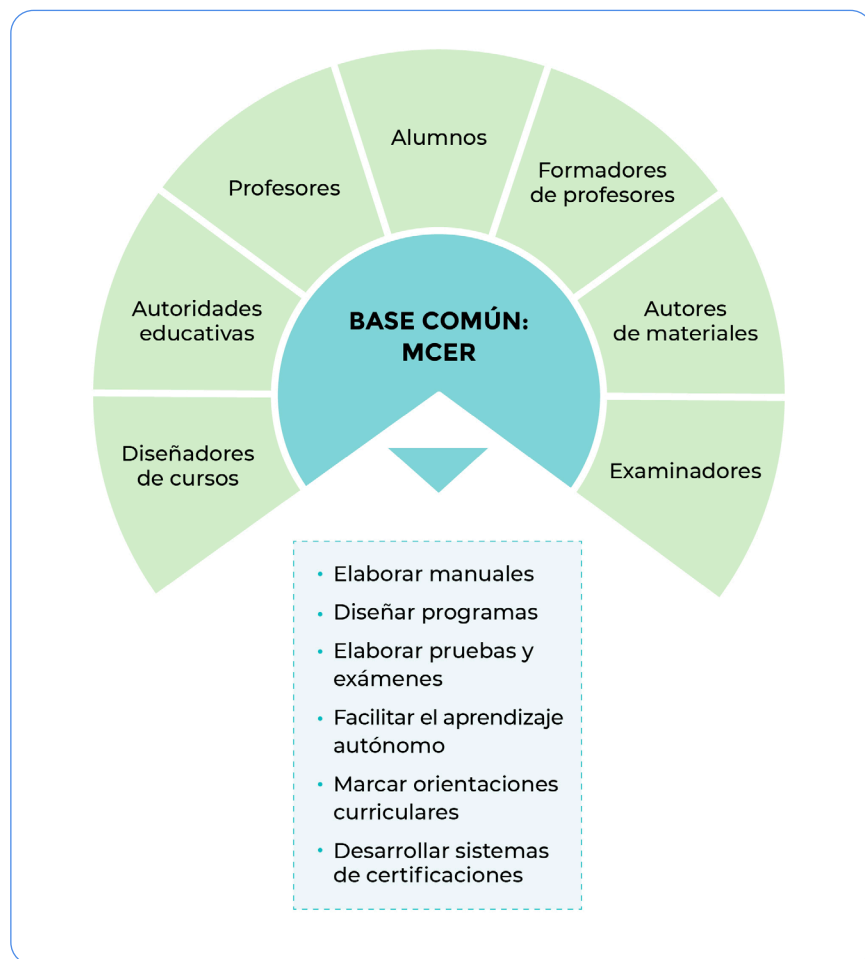 Alumnos
Profesores
Formadores
de profesores
Autoridades
educativas
Autores
de materiales
BASE COMÚN:
MCER
Diseñadores
de cursos
Examinadores
• Elaborar manuales
• Diseñar programas
• Elaborar pruebas y
exámenes
• Facilitar el aprendizaje
autónomo
• Marcar orientaciones
curriculares
• Desarrollar sistemas
de certificaciones